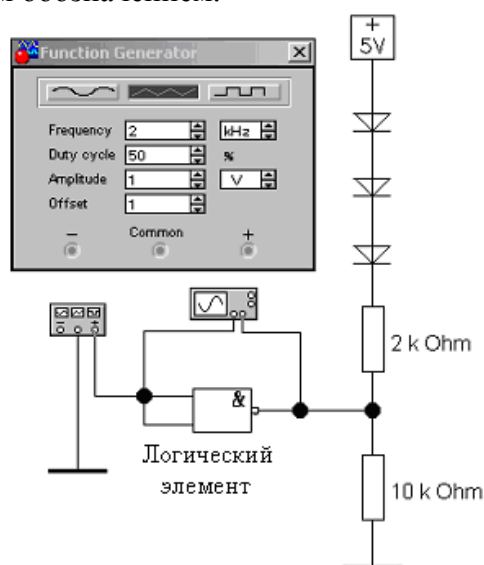 м обозначением.
+
5V
Function Generator
Frequency 2 kHz
Duty cycle 50 %
Amplitude 1 V
Offset 1
− Common +
2 k Ohm
&
Логический
элемент
10 k Ohm